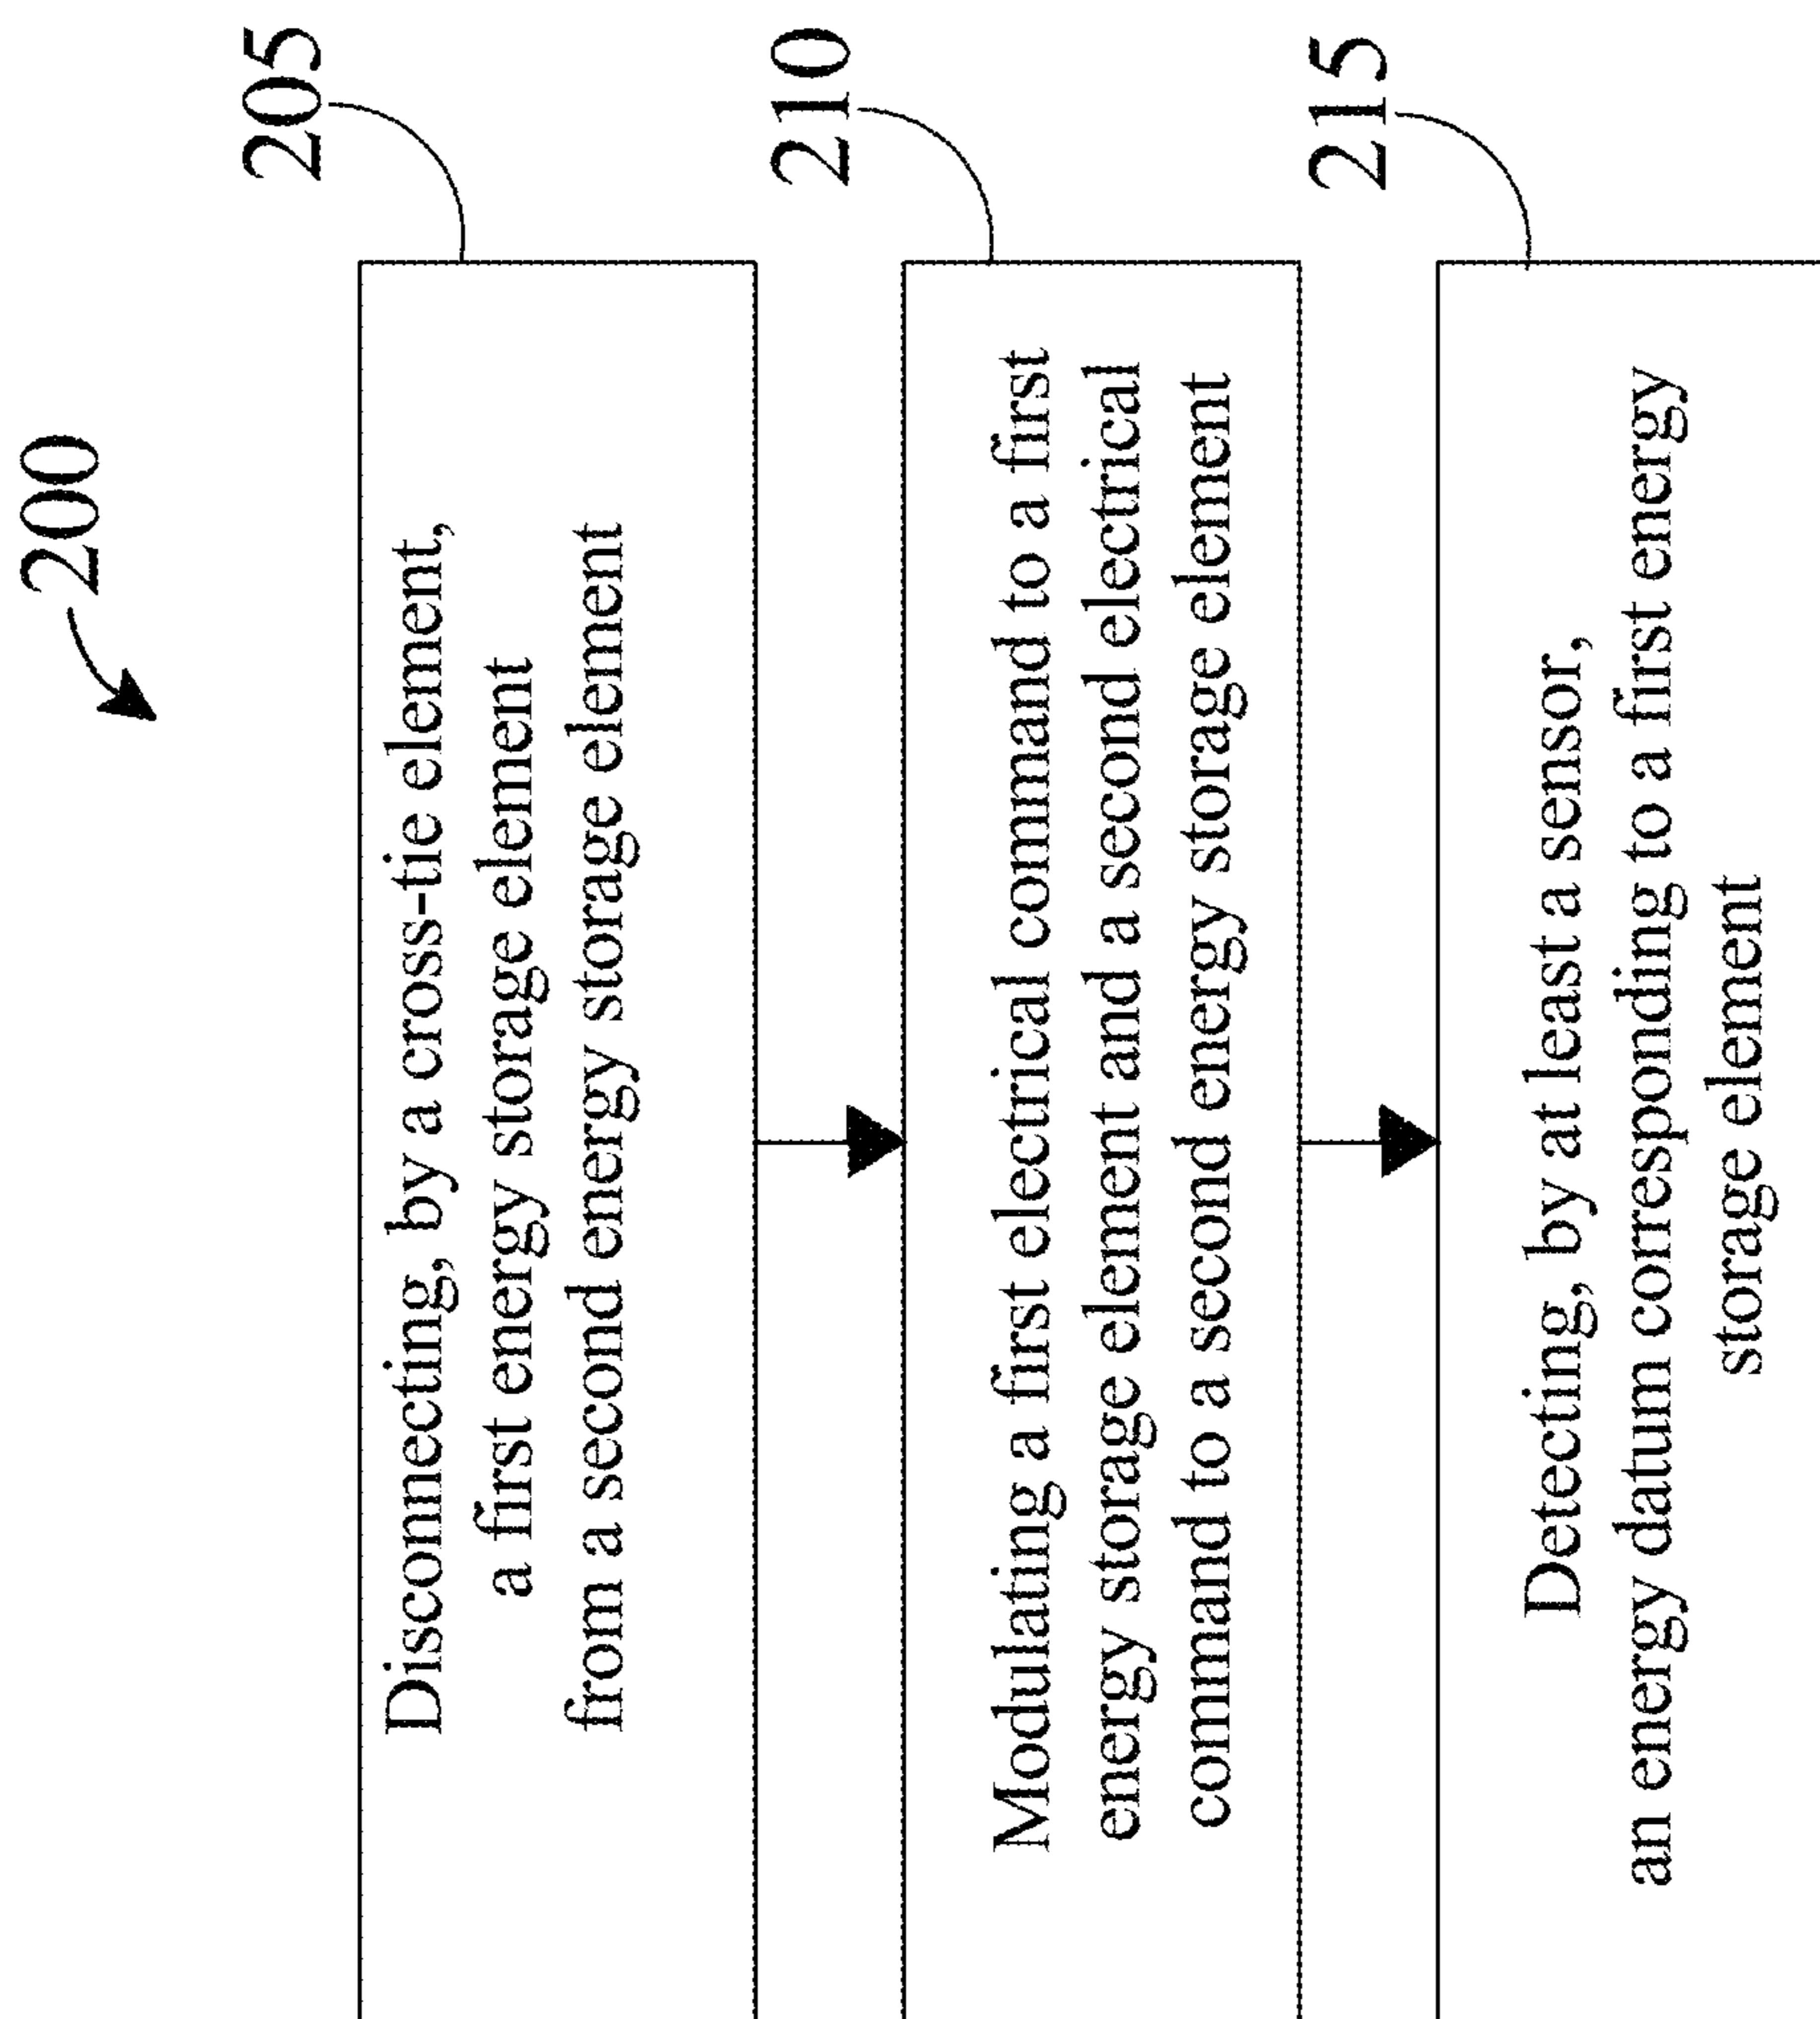 200
205
Disconnecting, by a cross-tie element,
a first energy storage element
from a second energy storage element
210
Modulating a first electrical command to a first
energy storage element and a second electrical
command to a second energy storage element
215
Detecting, by at least a sensor,
an energy datum corresponding to a first energy
storage element